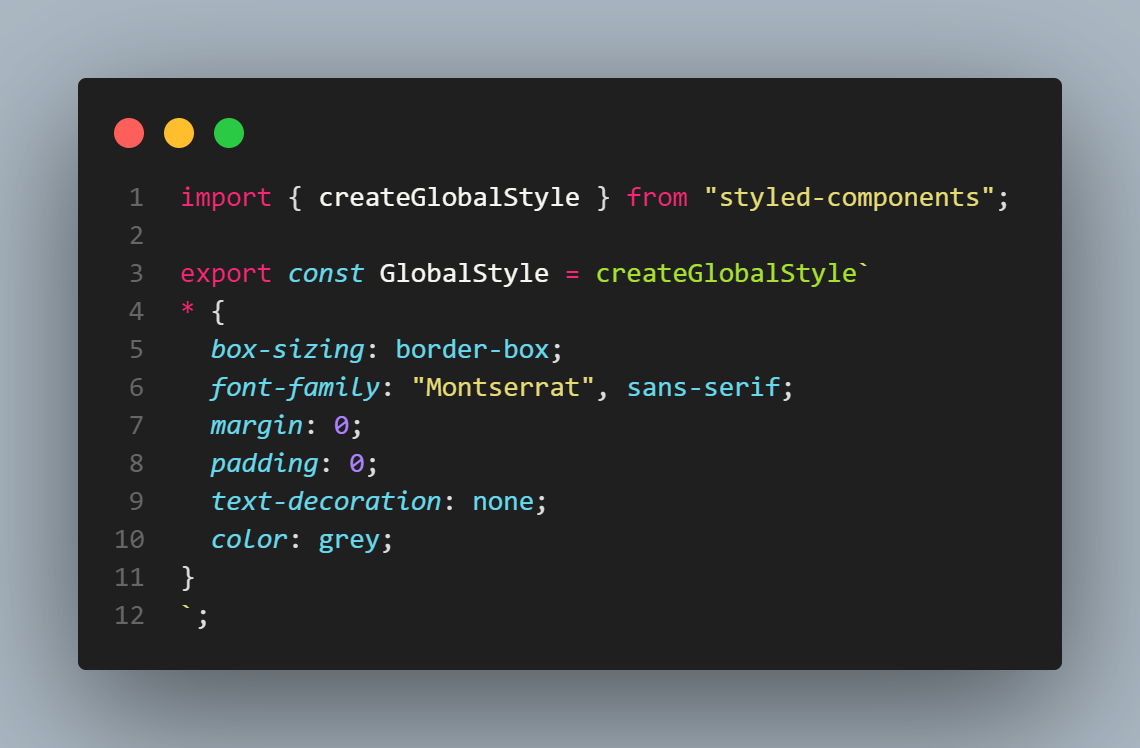 1 import { createGlobalStyle } from "styled-components";
2
3 export const GlobalStyle = createGlobalStyle`
4 * {
5   box-sizing: border-box;
6   font-family: "Montserrat", sans-serif;
7   margin: 0;
8   padding: 0;
9   text-decoration: none;
10   color: grey;
11 }
12 `;